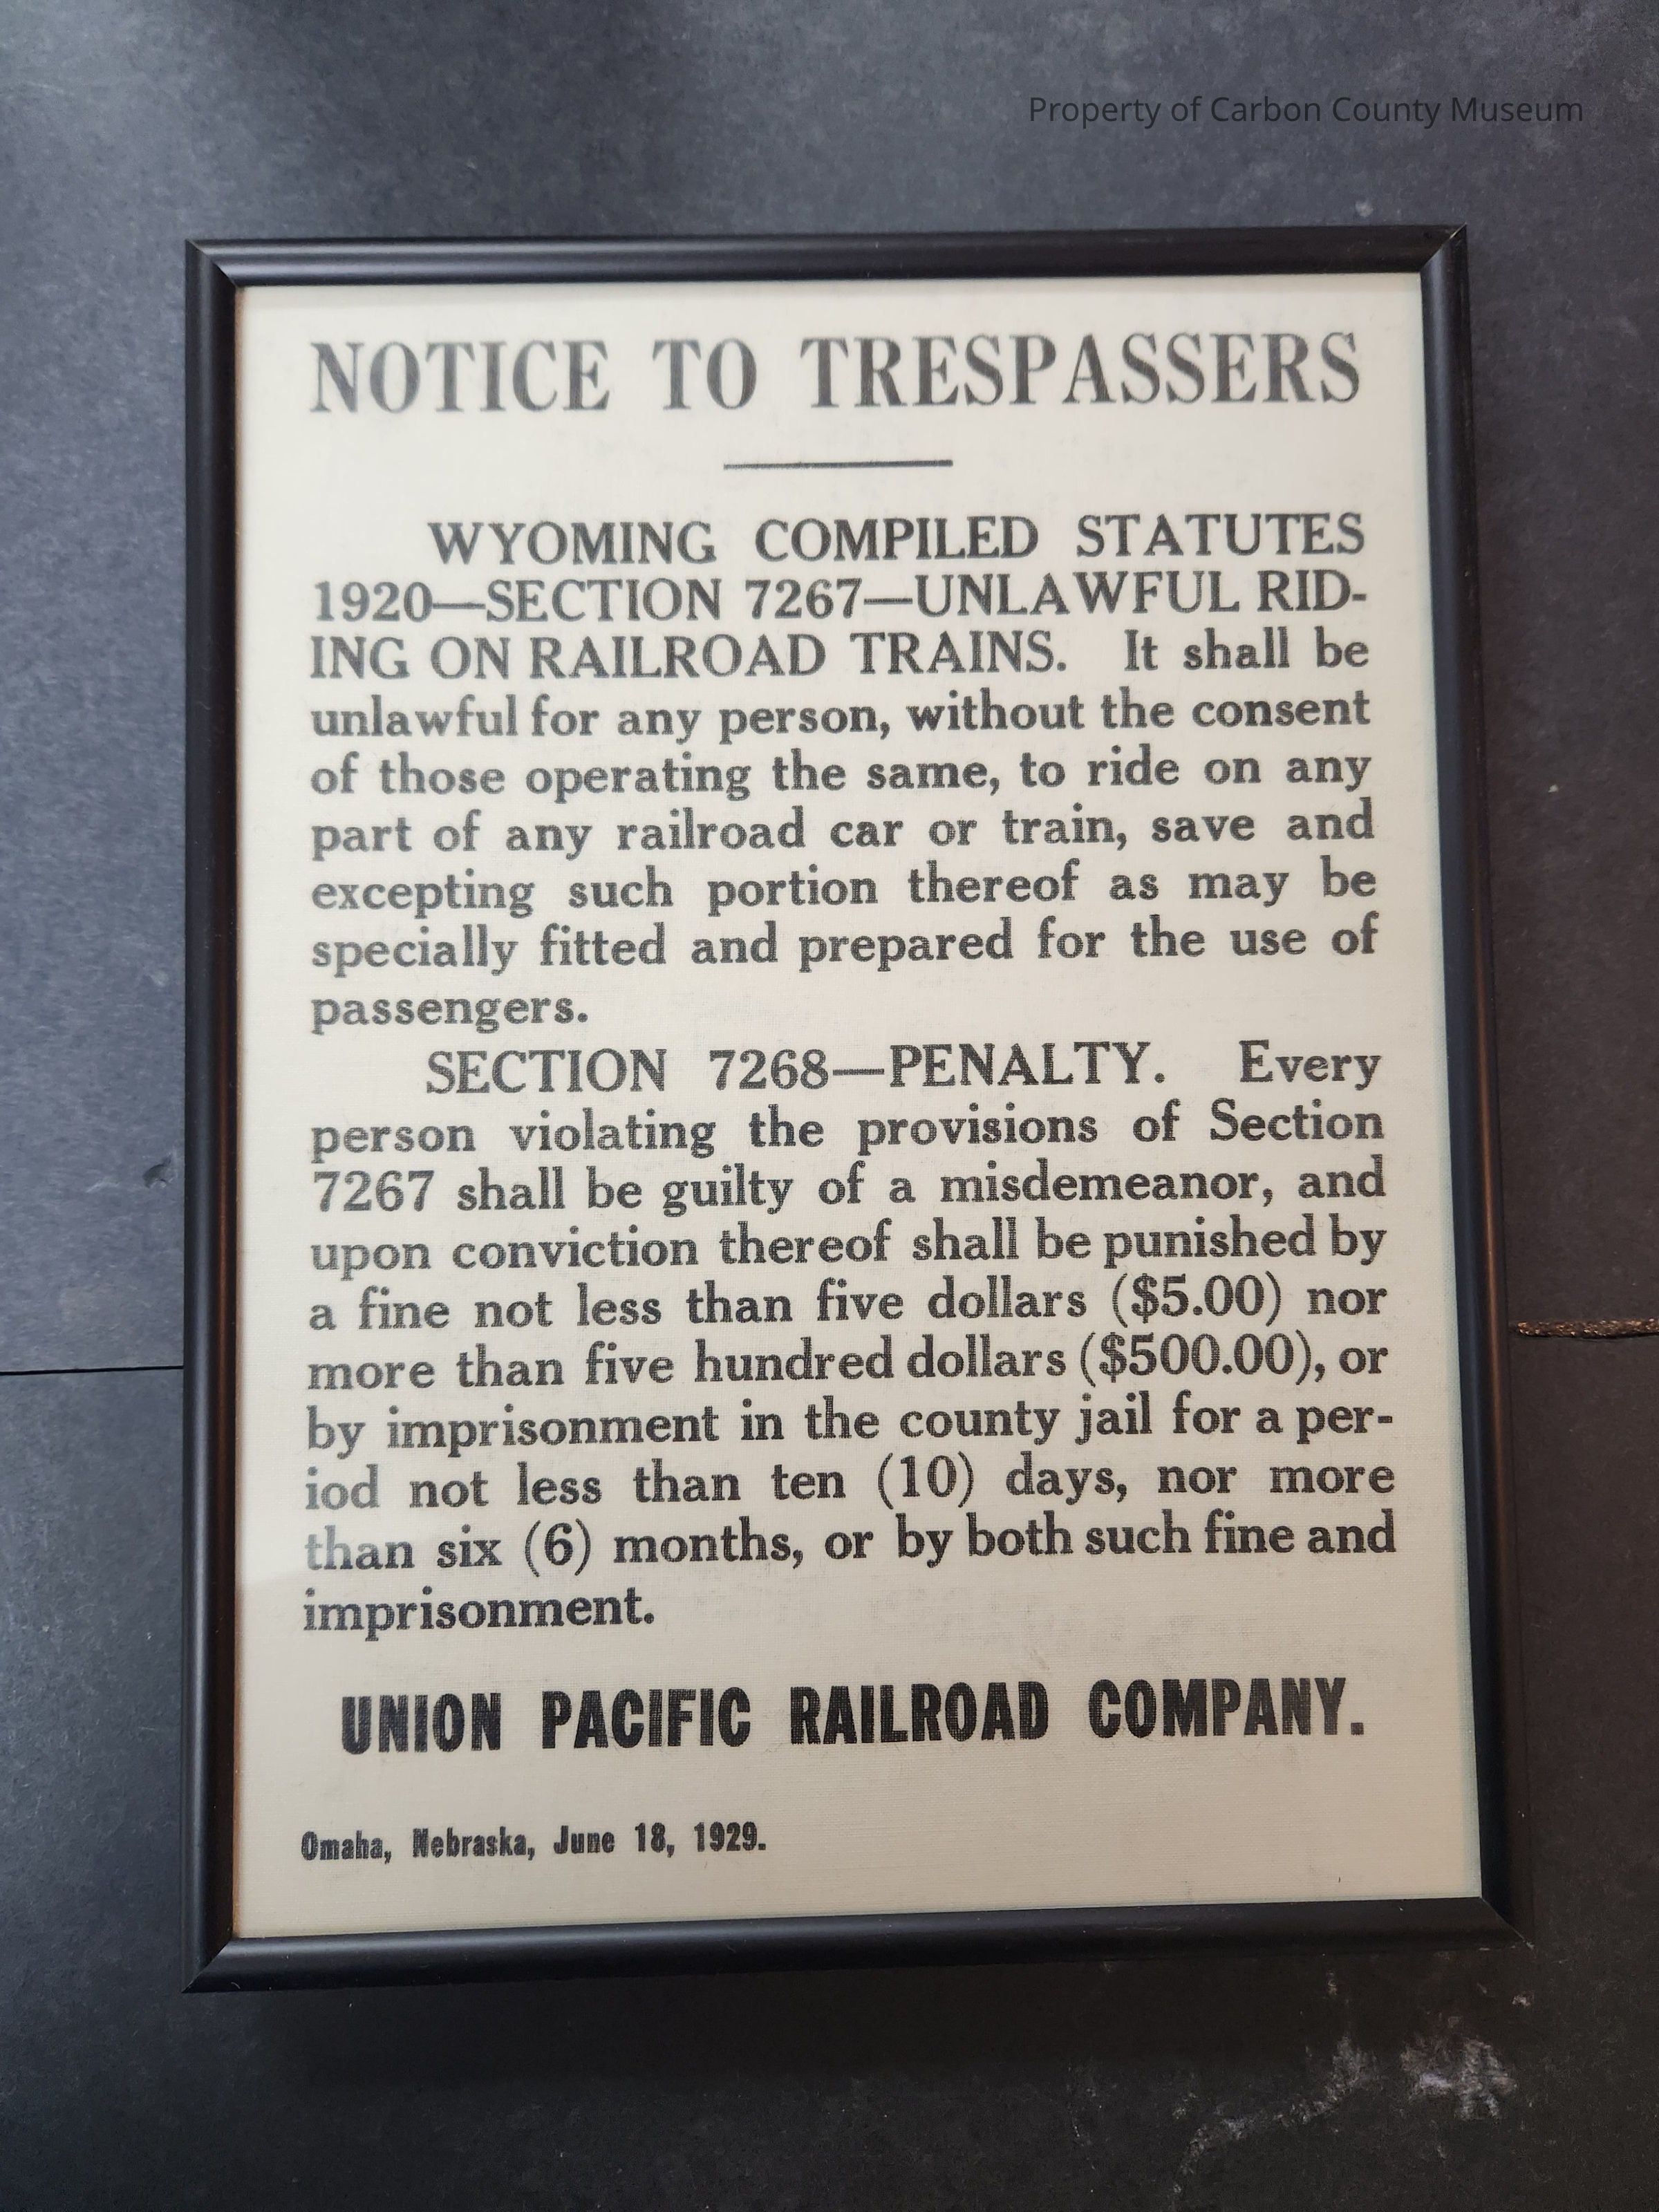 Property of Carbon County Museum
NOTICE TO TRESPASSERS
WYOMING COMPILED STATUTES
1920—SECTION 7267—UNLAWFUL RID-
ING ON RAILROAD TRAINS. It shall be
unlawful for any person, without the consent
of those operating the same, to ride on any
part of any railroad car or train, save and
excepting such portion thereof as may be
specially fitted and prepared for the use of
passengers.
SECTION 7268—PENALTY. Every
person violating the provisions of Section
7267 shall be guilty of a misdemeanor, and
upon conviction thereof shall be punished by
a fine not less than five dollars ($5.00) nor
more than five hundred dollars ($500.00), or
by imprisonment in the county jail for a per-
iod not less than ten (10) days, nor more
than six (6) months, or by both such fine and
imprisonment.
UNION PACIFIC RAILROAD COMPANY.
Omaha, Nebraska, June 18, 1929.